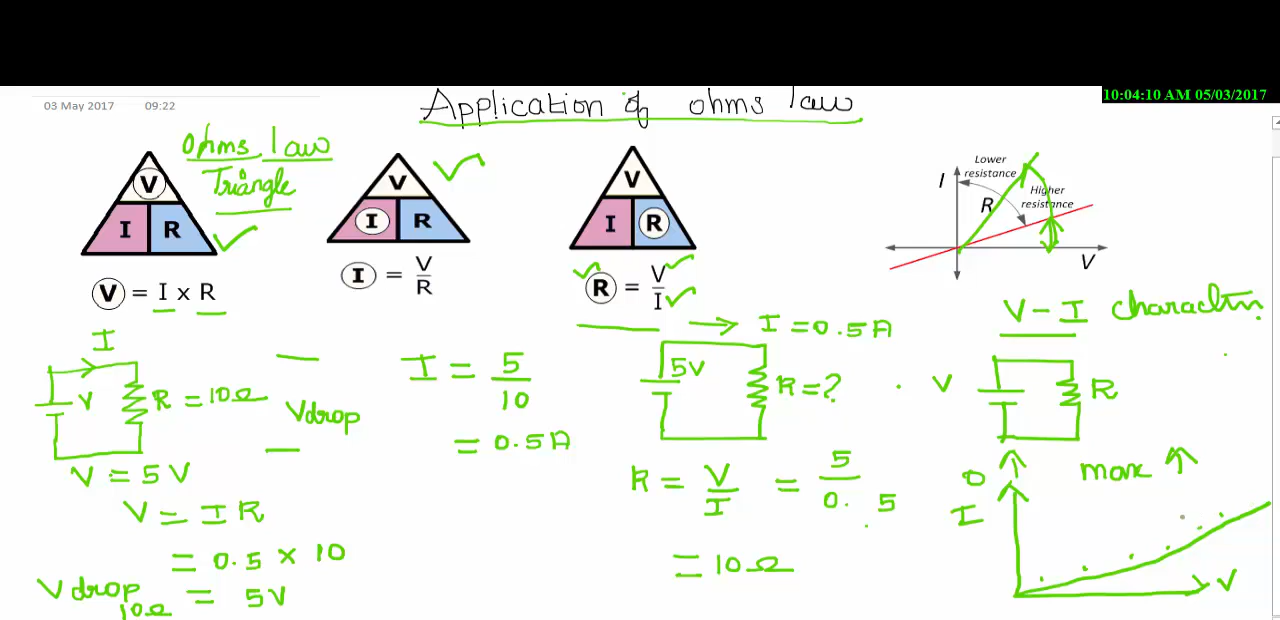 10:04:10 AM 05/03/2017
03 May 2017 09:22
Application of ohms law
ohms law
Triangle
V
I R
V = I x R
V
I R
I = V/R
V
I R
R = V/I
Lower
resistance
I
R
Higher
resistance
V
V - I
I
V
R = 10Ω
V = 5V
V = IR
= 0.5 × 10
Vdrop 10Ω = 5V
Vdrop
I = 5/10
= 0.5A
I = 0.5A
5V
R = ?
R = V/I = 5/0.5
= 10Ω
V
R
0
max ↑
I
V